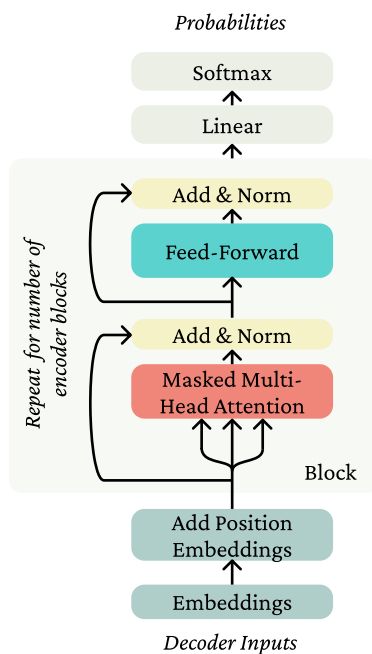 Probabilities
Softmax
Linear
Add & Norm
Feed-Forward
Repeat for number of
encoder blocks
Add & Norm
Masked Multi-
Head Attention
Block
Add Position
Embeddings
Embeddings
Decoder Inputs